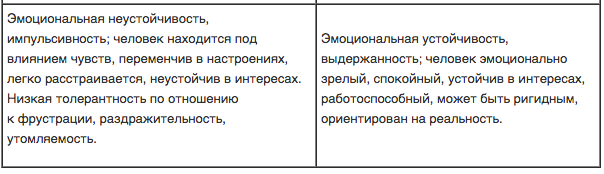 Эмоциональная неустойчивость,
импульсивность; человек находится под
влиянием чувств, переменчив в настроениях,
легко расстраивается, неустойчив в интересах.
Низкая толерантность по отношению
к фрустрации, раздражительность,
утомляемость.
Эмоциональная устойчивость,
выдержанность; человек эмоционально
зрелый, спокойный, устойчив в интересах,
работоспособный, может быть ригидным,
ориентирован на реальность.